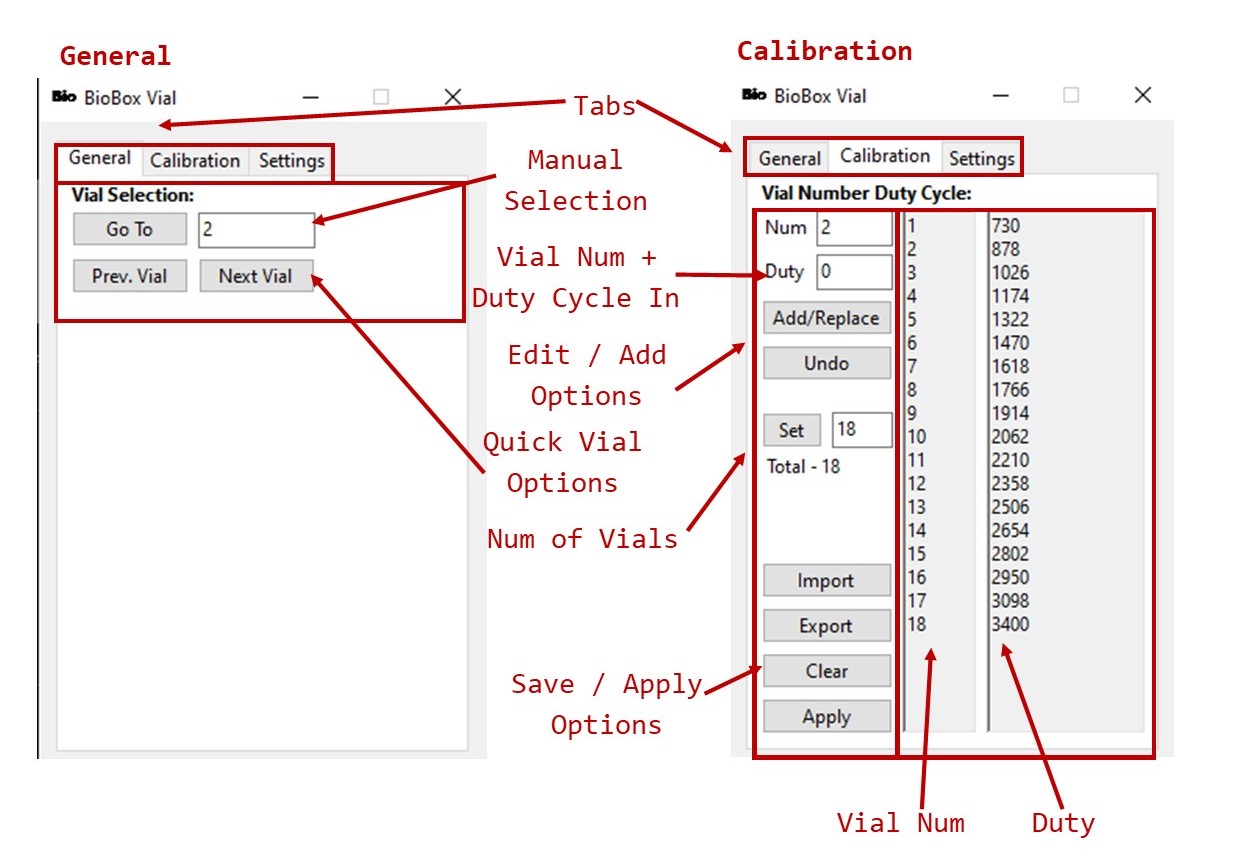 General
Bio BioBox Vial
General Calibration Settings
Vial Selection:
Go To 2
Prev. Vial Next Vial
Tabs
Manual
Selection
Vial Num +
Duty Cycle In
Edit / Add
Options
Quick Vial
Options
Num of Vials
Save / Apply
Options
Calibration
Bio BioBox Vial
General Calibration Settings
Vial Number Duty Cycle:
Num 2
Duty 0
Add/Replace
Undo
Set 18
Total - 18
Import
Export
Clear
Apply
1 730
2 878
3 1026
4 1174
5 1322
6 1470
7 1618
8 1766
9 1914
10 2062
11 2210
12 2358
13 2506
14 2654
15 2802
16 2950
17 3098
18 3400
Vial Num Duty